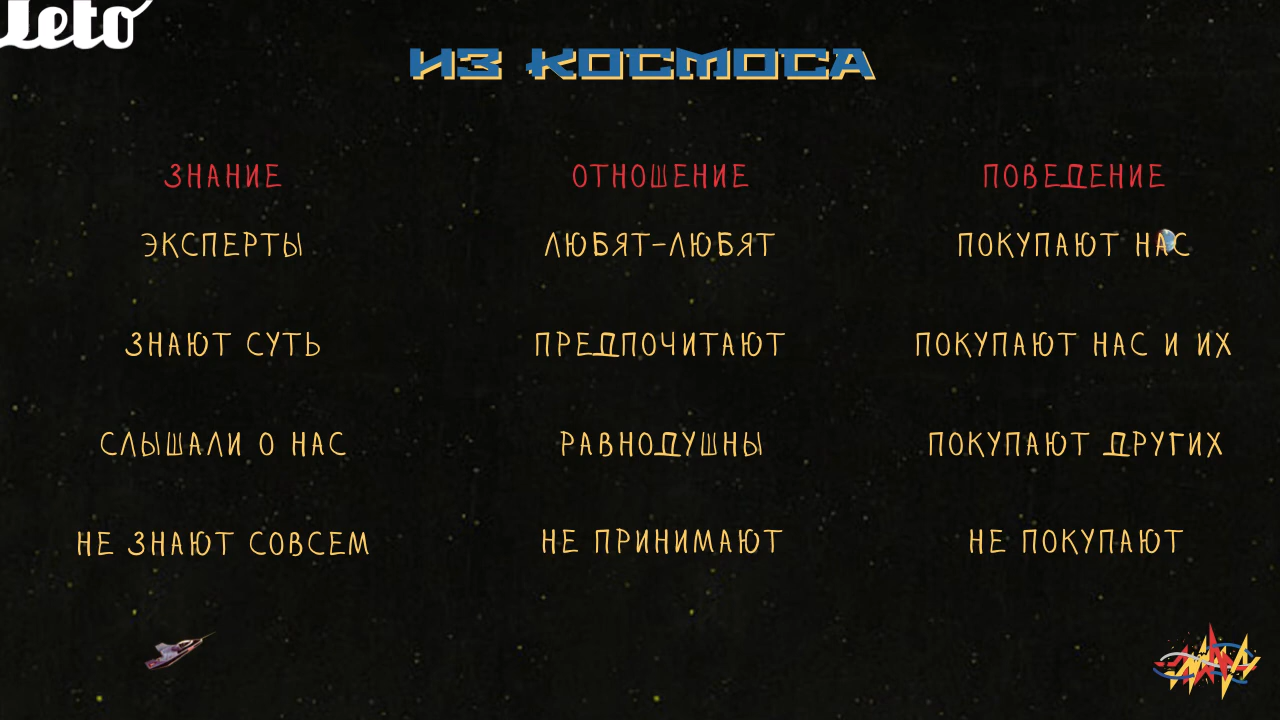 Leto
ИЗ КОСМОСА
ЗНАНИЕ ОТНОШЕНИЕ ПОВЕДЕНИЕ
ЭКСПЕРТЫ ЛЮБЯТ-ЛЮБЯТ ПОКУПАЮТ НАС
ЗНАЮТ СУТЬ ПРЕДПОЧИТАЮТ ПОКУПАЮТ НАС И ИХ
СЛЫШАЛИ О НАС РАВНОДУШНЫ ПОКУПАЮТ ДРУГИХ
НЕ ЗНАЮТ СОВСЕМ НЕ ПРИНИМАЮТ НЕ ПОКУПАЮТ